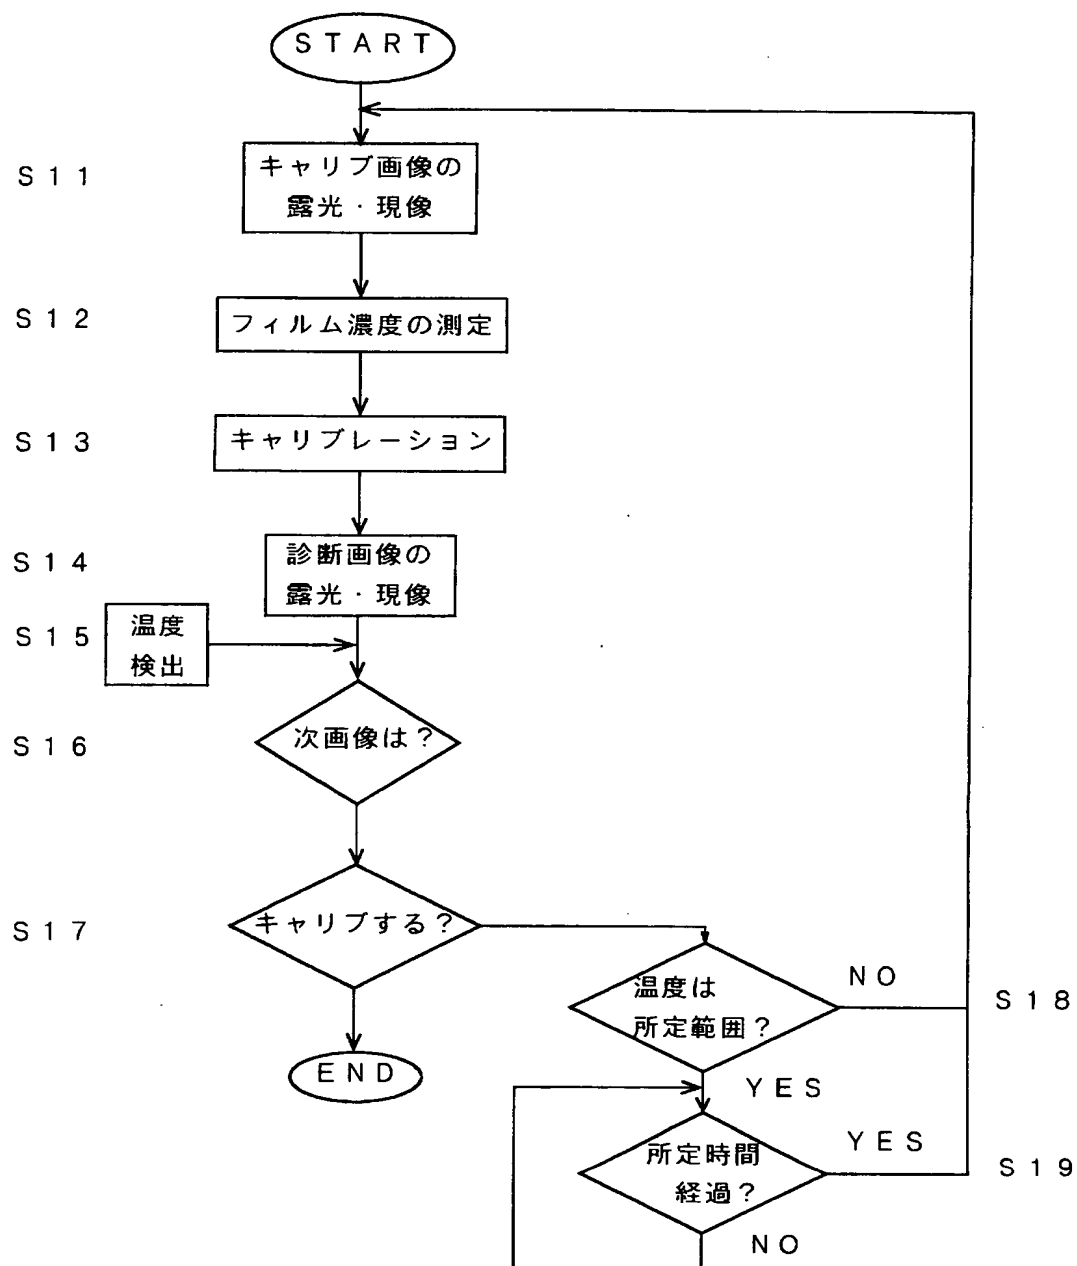 START
S11
キャリブ画像の
露光・現像
S12
フィルム濃度の測定
S13
キャリブレーション
S14
診断画像の
露光・現像
S15
温度
検出
S16
次画像は?
S17
キャリブする?
温度は
所定範囲?
NO
S18
END
YES
所定時間
経過?
YES
S19
NO